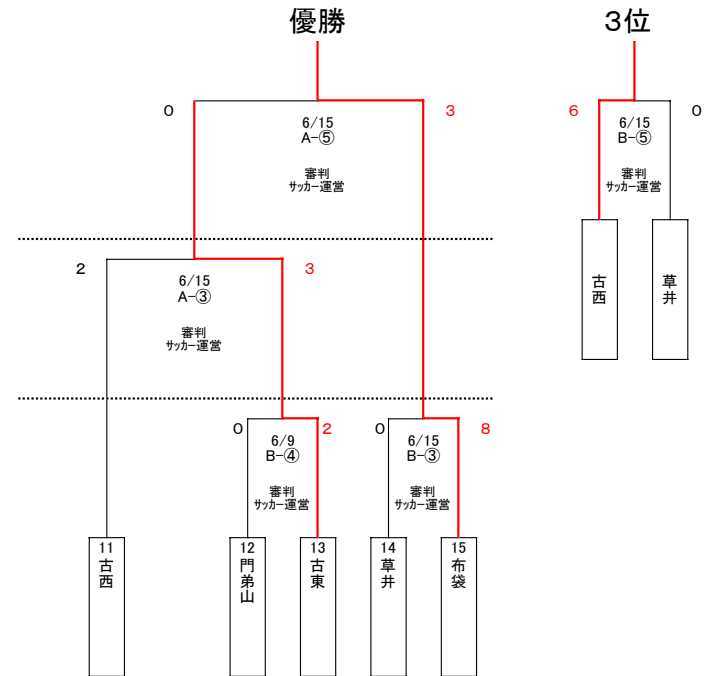 優勝
3位
0
3
6/15
A-⑤
審判
サッカー運営
6
0
6/15
B-⑤
審判
サッカー運営
古西
草井
2
3
6/15
A-③
審判
サッカー運営
0
2
6/9
B-④
審判
サッカー運営
0
8
6/15
B-③
審判
サッカー運営
11
古西
12
門弟山
13
古東
14
草井
15
布袋